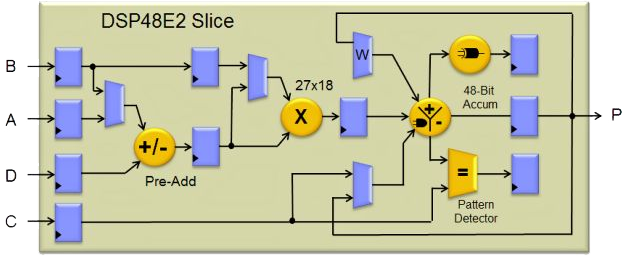 DSP48E2 Slice
B
W
27x18
48-Bit
Accum
A
X
+
-
P
+/-
D
Pre-Add
=
C
Pattern
Detector